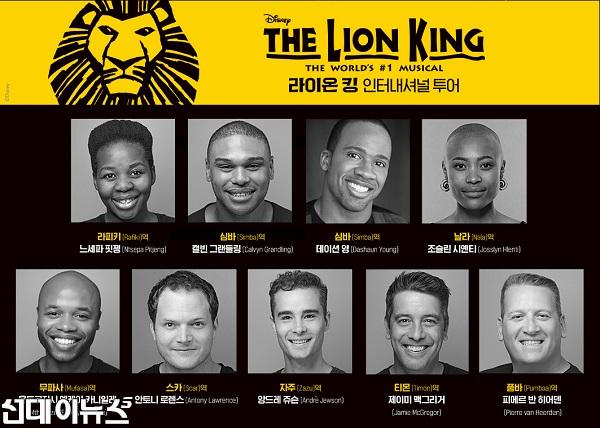 Disney
THE LION KING
THE WORLD'S #1 MUSICAL
라이온 킹 인터내셔널 투어
©Disney
라피키(Rafiki)역
느세파 핏젱 (Ntsepa Pitjeng)
심바(Simba)역
캘빈 그랜들링 (Calvyn Grandling)
심바(Simba)역
데이션 영 (Dashaun Young)
날라(Nala)역
조슬린 시엔티 (Josslyn Hlenti)
무파사(Mufasa)역
스카(Scar)역
안토니 로렌스 (Antony Lawrence)
자주(Zazu)역
앙드레 쥬슨 (André Jewson)
티몬(Timon)역
제이미 맥그리거
(Jamie McGregor)
품바(Pumbaa)역
피에르 반 히어덴
(Pierre van Heerden)
선데이뉴스